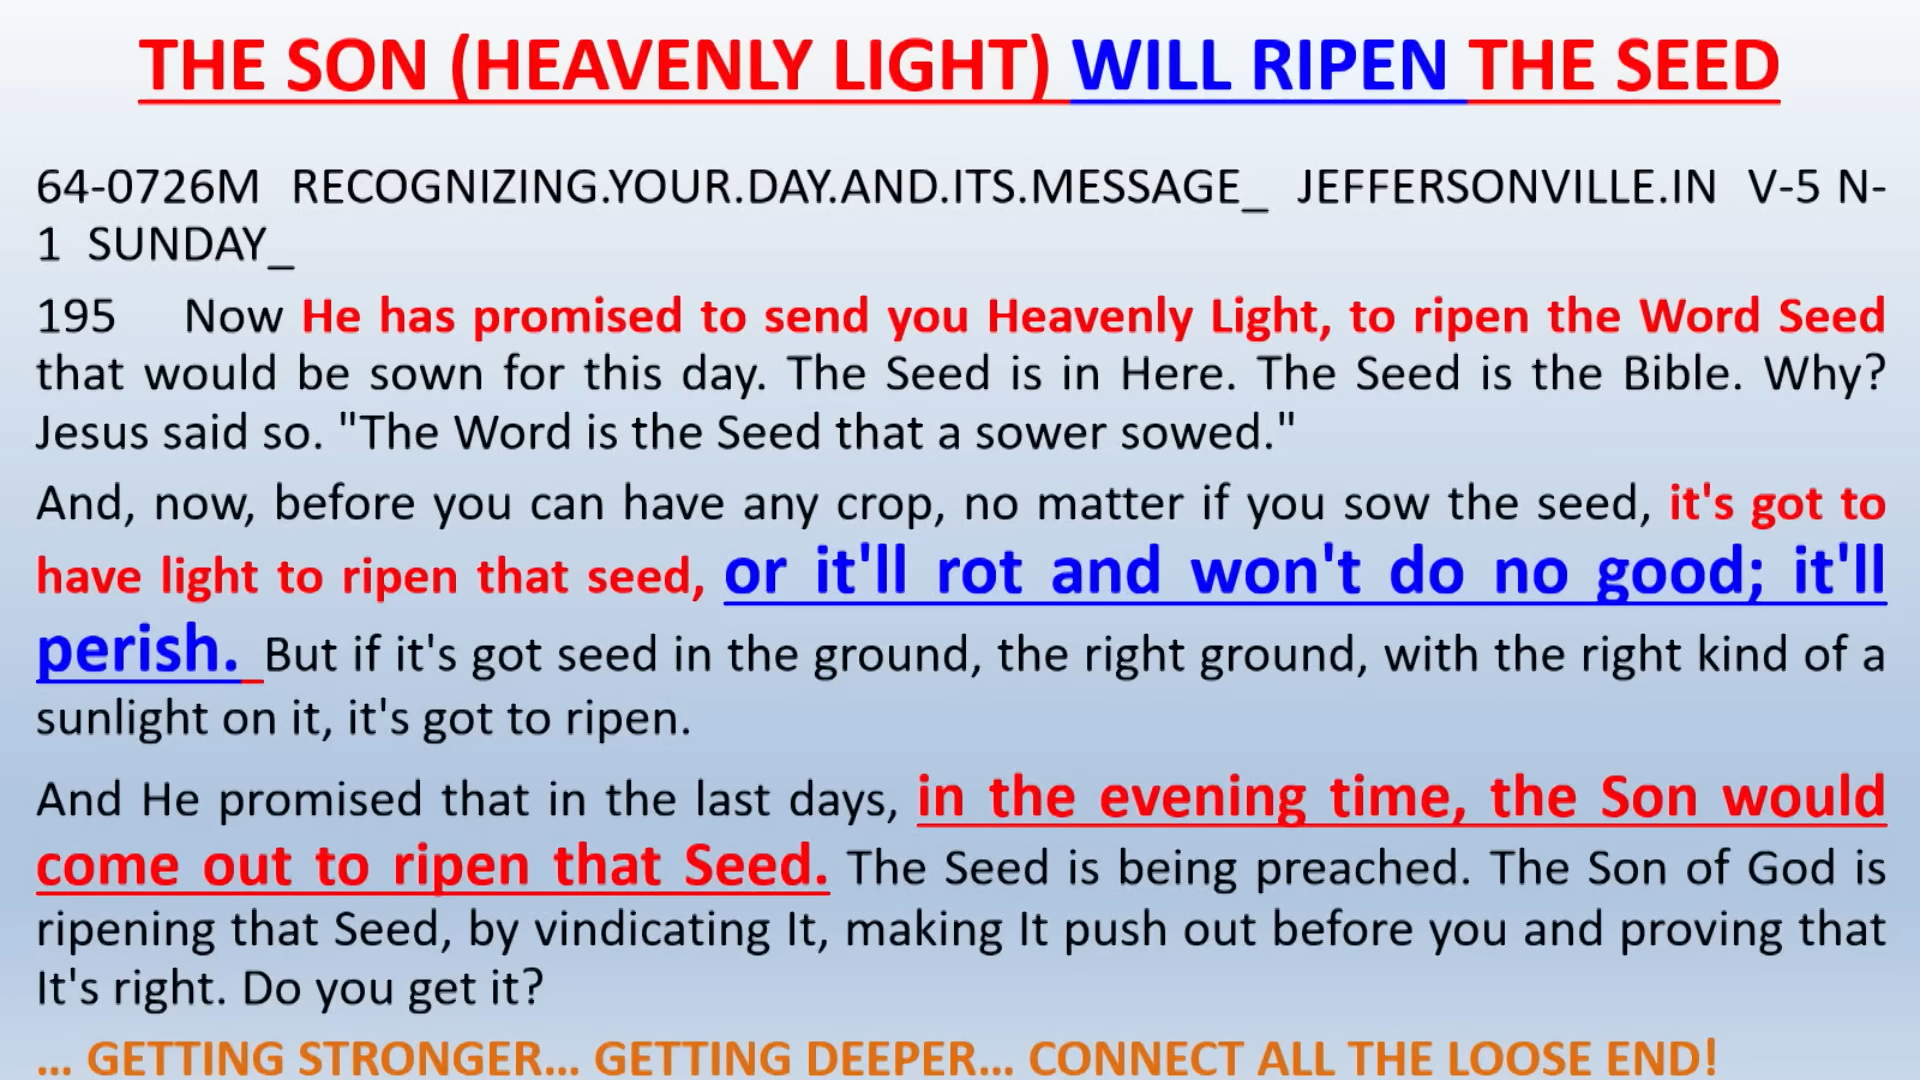 THE SON (HEAVENLY LIGHT) WILL RIPEN THE SEED
64-0726M RECOGNIZING.YOUR.DAY.AND.ITS.MESSAGE_ JEFFERSONVILLE.IN V-5 N-
1 SUNDAY_
195 Now He has promised to send you Heavenly Light, to ripen the Word Seed
that would be sown for this day. The Seed is in Here. The Seed is the Bible. Why?
Jesus said so. "The Word is the Seed that a sower sowed."
And, now, before you can have any crop, no matter if you sow the seed, it's got to
have light to ripen that seed, or it'll rot and won't do no good; it'll
perish. But if it's got seed in the ground, the right ground, with the right kind of a
sunlight on it, it's got to ripen.
And He promised that in the last days, in the evening time, the Son would
come out to ripen that Seed. The Seed is being preached. The Son of God is
ripening that Seed, by vindicating It, making It push out before you and proving that
It's right. Do you get it?
... GETTING STRONGER... GETTING DEEPER... CONNECT ALL THE LOOSE END!